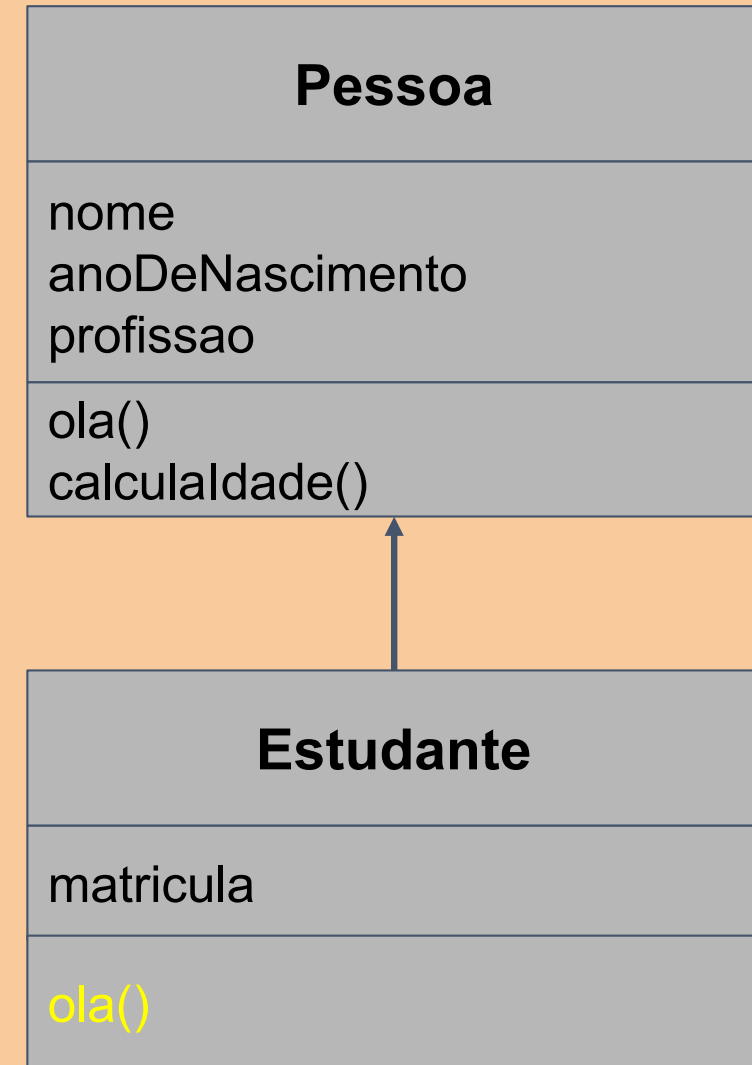 Pessoa
nome
anoDeNascimento
profissao
ola()
calculaIdade()
Estudante
matricula
ola()